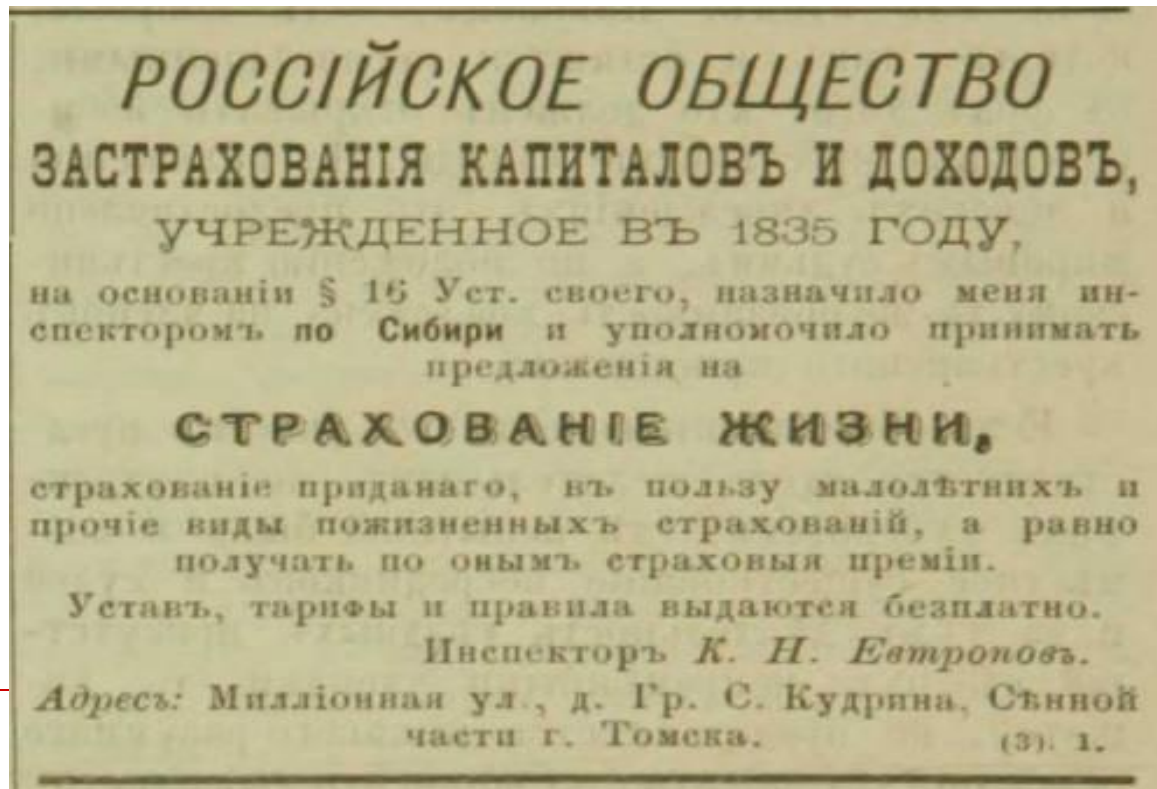 РОССІЙСКОЕ ОБЩЕСТВО
ЗАСТРАХОВАНІЯ КАПИТАЛОВЪ И ДОХОДОВЪ,
УЧРЕЖДЕННОЕ ВЪ 1835 ГОДУ,
на основаніи § 16 Уст. своего, назначило меня ин-
спекторомъ по Сибири и уполномочило принимать
предложенія на
СТРАХОВАНІЕ ЖИЗНИ,
страхованіе приданаго, въ пользу малолѣтнихъ и
прочіе виды пожизненныхъ страхованій, а равно
получать по онымъ страховыя преміи.
Уставъ, тарифы и правила выдаются безплатно.
Инспекторъ К. Н. Евтроповъ.
Адресъ: Милліонная ул., д. Гр. С. Кудрина, Сѣнной
части г. Томска. (3). 1.